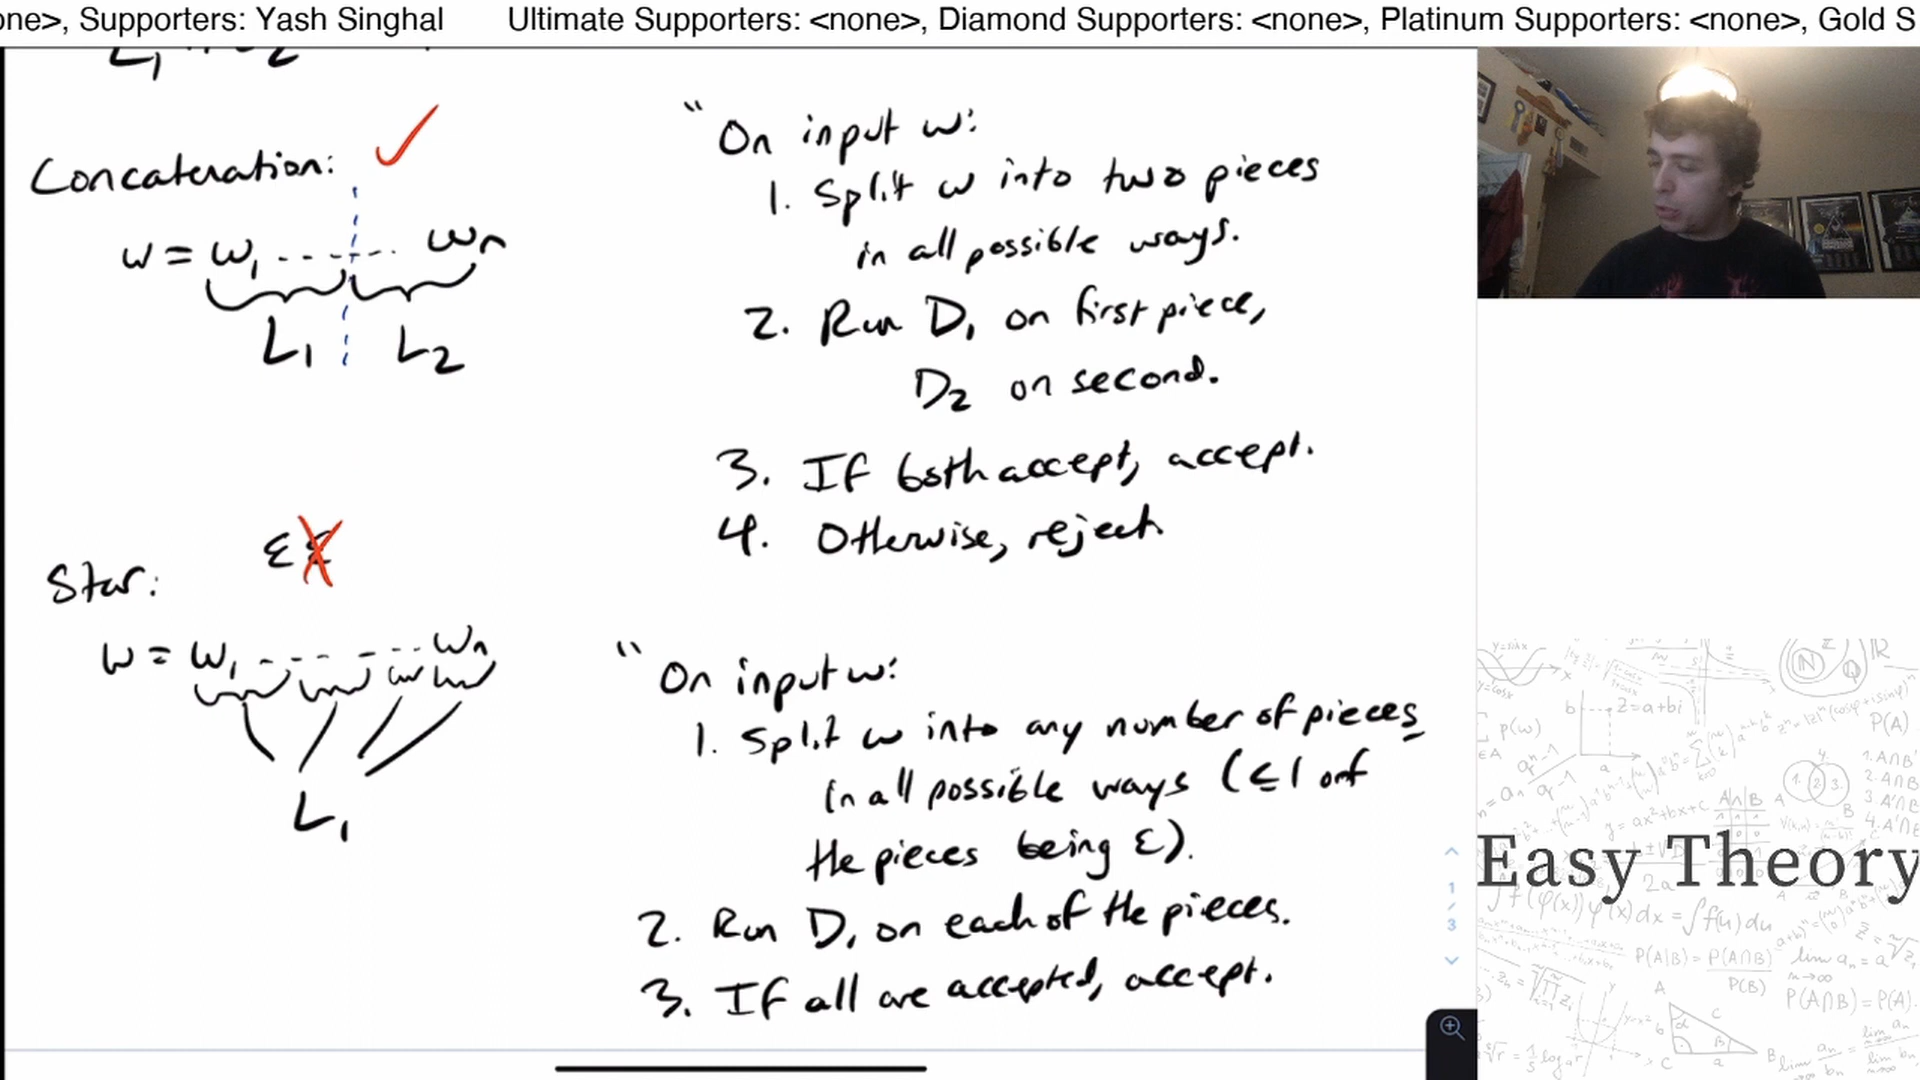 one>, Supporters: Yash Singhal Ultimate Supporters: <none>, Diamond Supporters: <none>, Platinum Supporters: <none>, Gold S
Concatenation:
w = w₁ ---- wₙ
L₁ L₂
"On input w:
1. Split w into two pieces
in all possible ways.
2. Run D₁ on first piece,
D₂ on second.
3. If both accept, accept.
4. Otherwise, reject.
Star:
ε ε
w = w₁ ---- wₙ
L₁
"On input w:
1. Split w into any number of pieces
in all possible ways (≤ 1 of
the pieces being ε).
2. Run D₁ on each of the pieces.
3. If all are accepted, accept.
1
/
3
Easy Theory